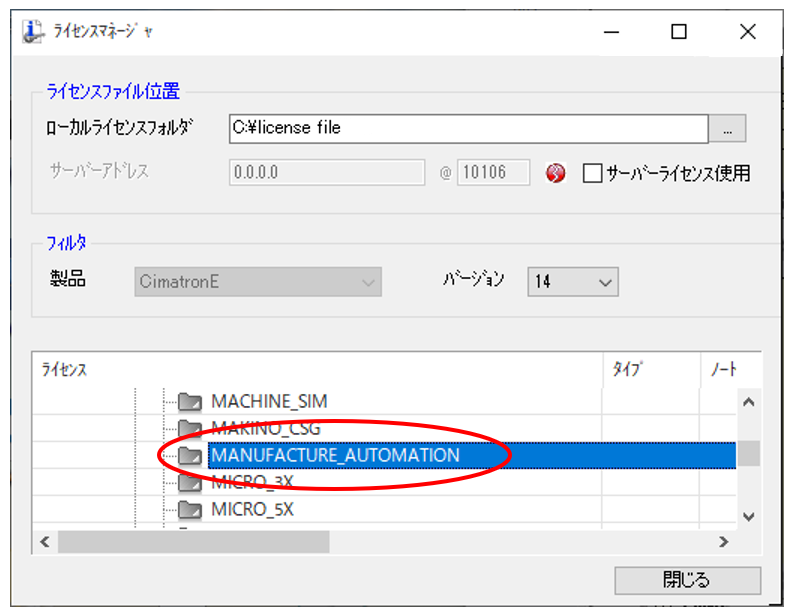 ライセンスマネージャ
ライセンスファイル位置
ローカルライセンスフォルダ C:¥license file ...
サーバーアドレス 0.0.0.0 @ 10106 サーバーライセンス使用
フィルタ
製品 CimatronE バージョン 14
ライセンス タイプ ノート
MACHINE_SIM
MAKINO_CSG
MANUFACTURE_AUTOMATION
MICRO_3X
MICRO_5X
閉じる